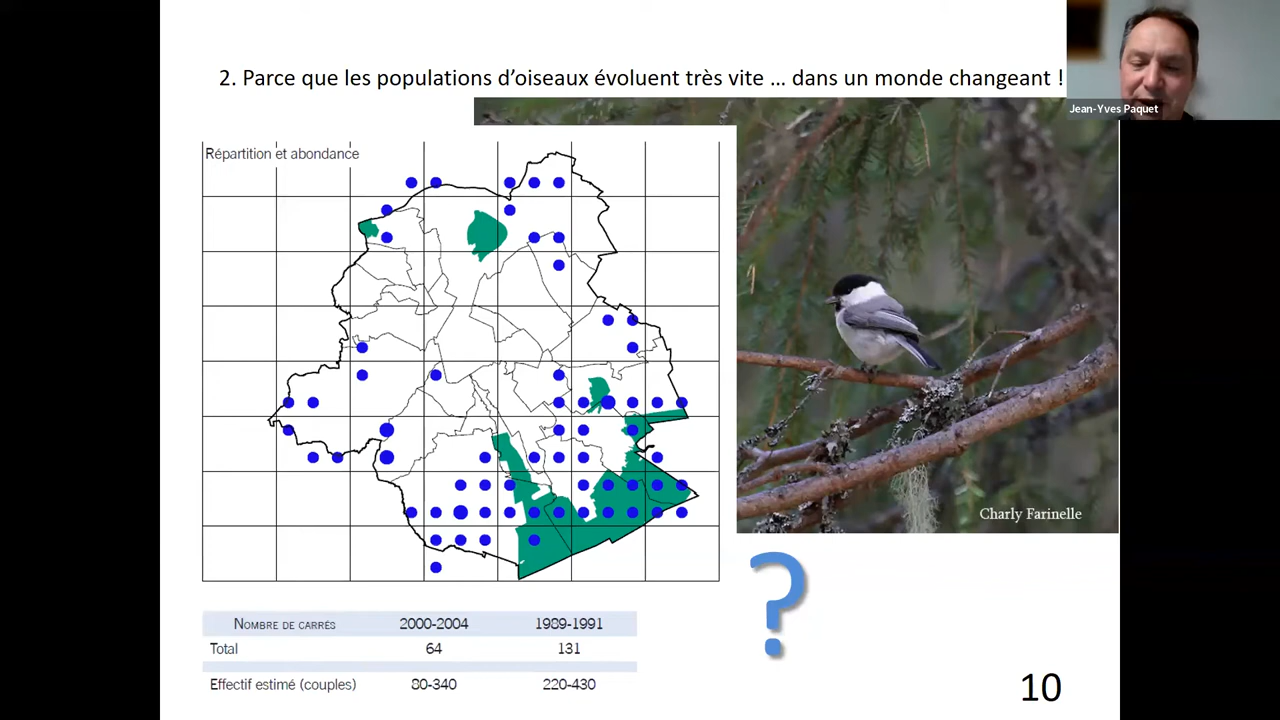 2. Parce que les populations d'oiseaux évoluent très vite ... dans un monde changeant !
Jean-Yves Paquet
Répartition et abondance
Charly Farinelle
?
NOMBRE DE CARRÉS 2000-2004 1989-1991
Total 64 131
Effectif estimé (couples) 80-340 220-430
10